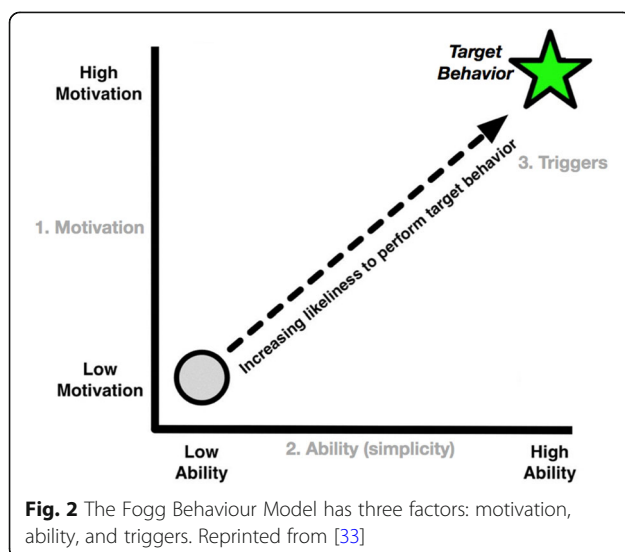 Target
Behavior
High
Motivation
3. Triggers
1. Motivation
Increasing likeliness to perform target behavior
Low
Motivation
Low
Ability
2. Ability (simplicity)
High
Ability
Fig. 2 The Fogg Behaviour Model has three factors: motivation,
ability, and triggers. Reprinted from [33]